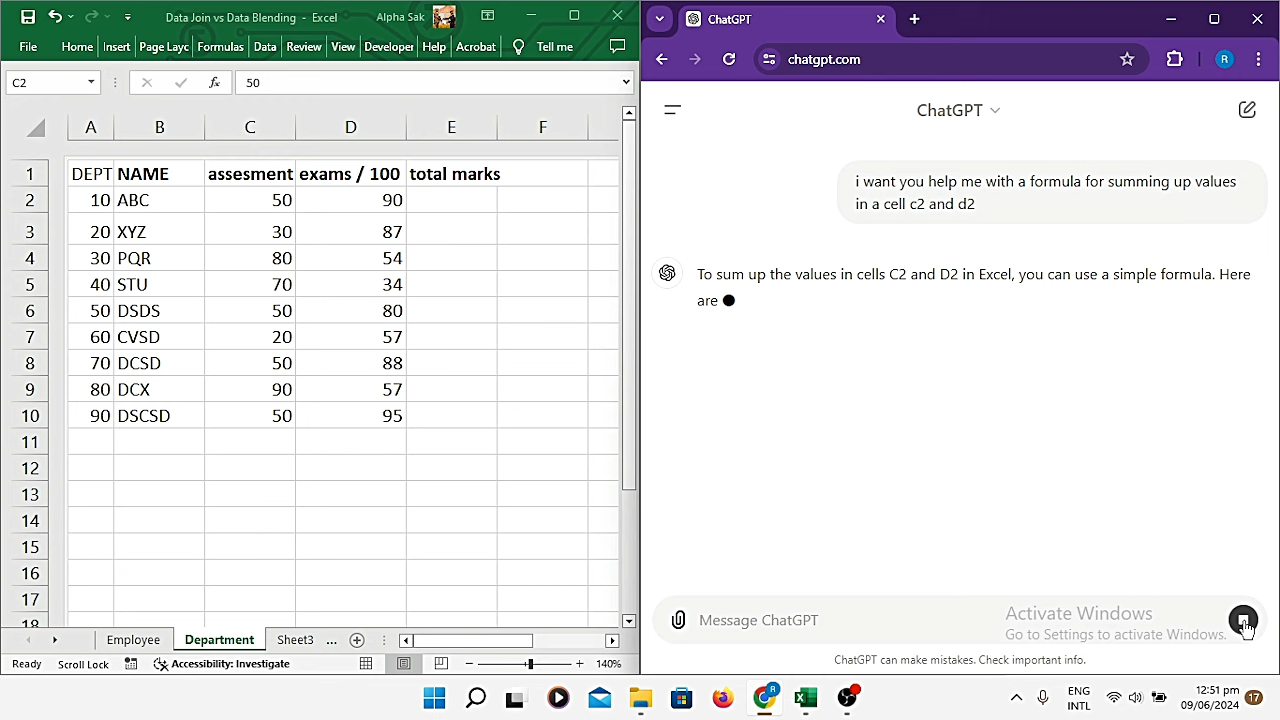 Data Join vs Data Blending - Excel
Alpha Sak
File Home Insert Page Layc Formulas Data Review View Developer Help Acrobat Tell me
C2 fx 50
A B C D E F
1 DEPT NAME assesment exams / 100 total marks
2 10 ABC 50 90
3 20 XYZ 30 87
4 30 PQR 80 54
5 40 STU 70 34
6 50 DSDS 50 80
7 60 CVSD 20 57
8 70 DCSD 50 88
9 80 DCX 90 57
10 90 DSCSD 50 95
11
12
13
14
15
16
17
18
Employee Department Sheet3 ...
Ready Scroll Lock Accessibility: Investigate 140%
ChatGPT
chatgpt.com
R
ChatGPT
i want you help me with a formula for summing up values
in a cell c2 and d2
To sum up the values in cells C2 and D2 in Excel, you can use a simple formula. Here
are
Message ChatGPT
Activate Windows
Go to Settings to activate Windows.
ChatGPT can make mistakes. Check important info.
R
ENG
INTL
12:51 pm
09/06/2024
17